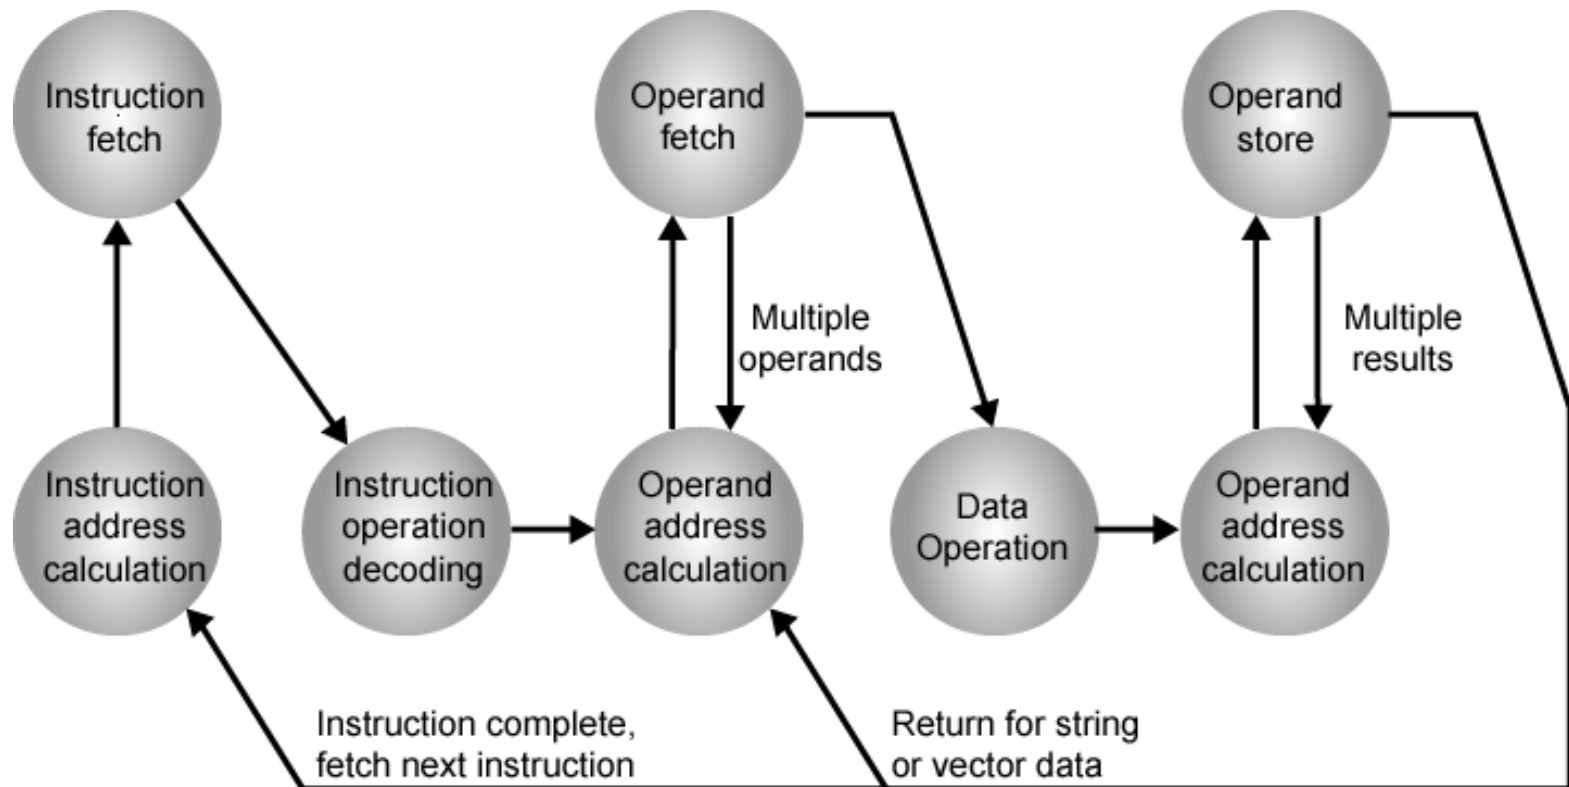 Instruction
fetch
Operand
fetch
Operand
store
Multiple
operands
Multiple
results
Instruction
address
calculation
Instruction
operation
decoding
Operand
address
calculation
Data
Operation
Operand
address
calculation
Instruction complete,
fetch next instruction
Return for string
or vector data